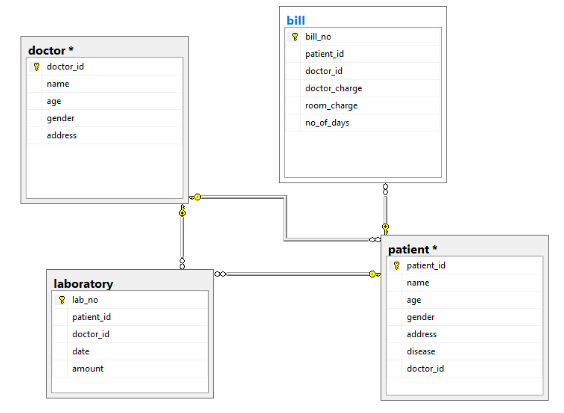 bill
bill_no
patient_id
doctor_id
doctor_charge
room_charge
no_of_days
doctor *
doctor_id
name
age
gender
address
laboratory
lab_no
patient_id
doctor_id
date
amount
patient *
patient_id
name
age
gender
address
disease
doctor_id